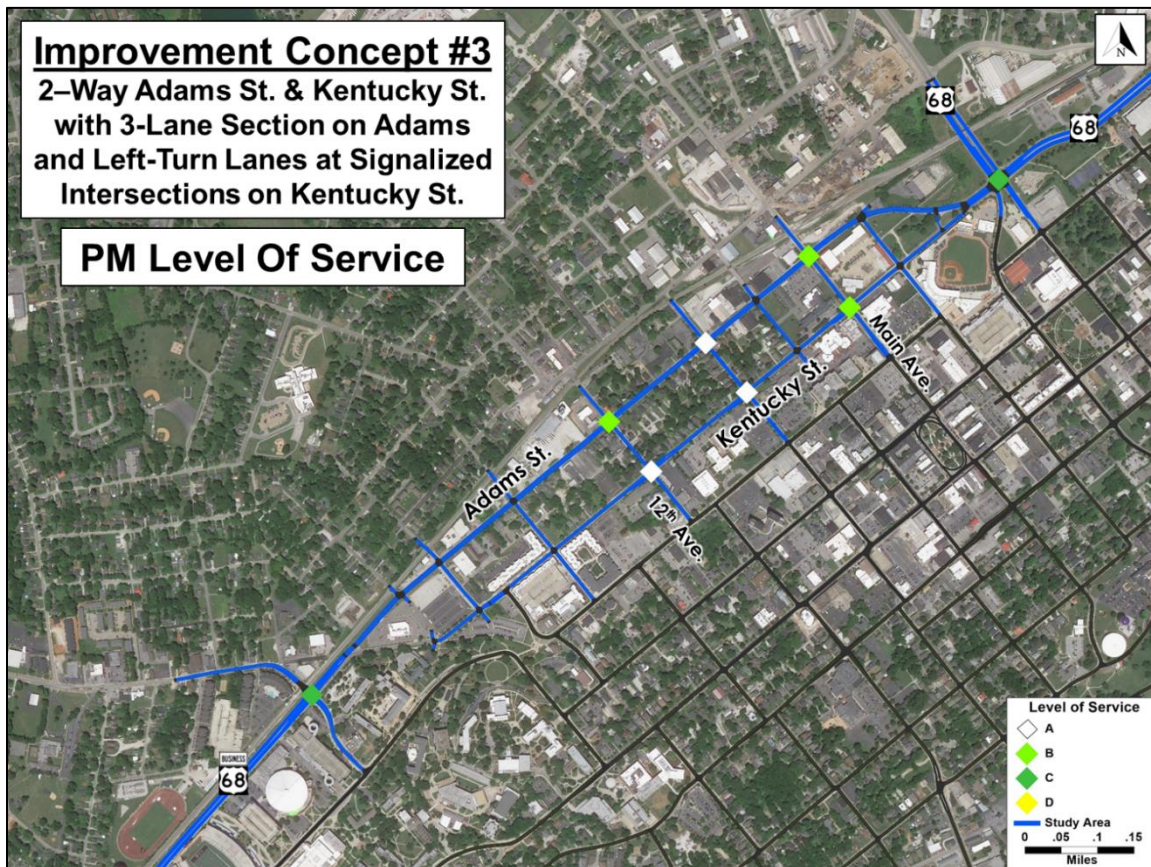 Improvement Concept #3
2–Way Adams St. & Kentucky St.
with 3-Lane Section on Adams
and Left-Turn Lanes at Signalized
Intersections on Kentucky St.
PM Level Of Service
N
68
68
Main Ave.
Kentucky St.
Adams St.
12th Ave.
BUSINESS
68
Level of Service
A
B
C
D
Study Area
0 .05 .1 .15
Miles